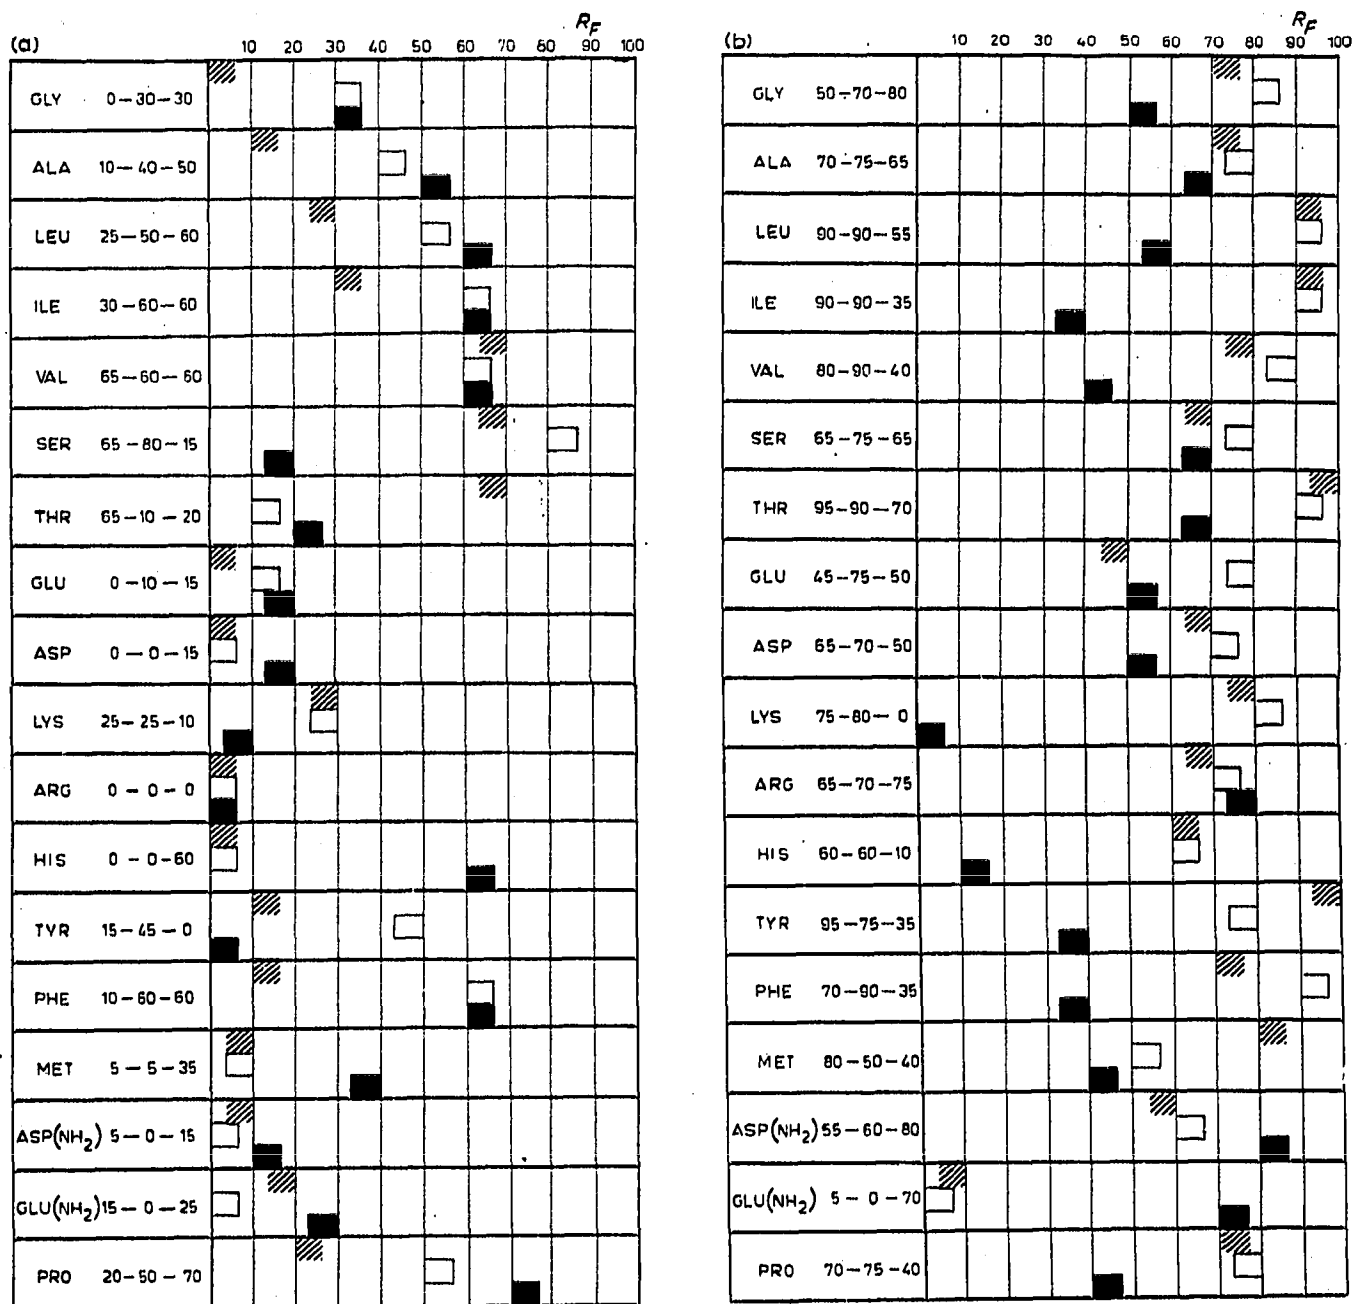 (a) R_F
10 20 30 40 50 60 70 80 90 100
GLY 0-30-30
ALA 10-40-50
LEU 25-50-60
ILE 30-60-60
VAL 65-60-60
SER 65-80-15
THR 65-10-20
GLU 0-10-15
ASP 0-0-15
LYS 25-25-10
ARG 0-0-0
HIS 0-0-60
TYR 15-45-0
PHE 10-60-60
MET 5-5-35
ASP(NH₂) 5-0-15
GLU(NH₂) 15-0-25
PRO 20-50-70
(b) R_F
10 20 30 40 50 60 70 80 90 100
GLY 50-70-80
ALA 70-75-65
LEU 90-90-55
ILE 90-90-35
VAL 80-90-40
SER 65-75-65
THR 95-90-70
GLU 45-75-50
ASP 65-70-50
LYS 75-80-0
ARG 65-70-75
HIS 60-60-10
TYR 95-75-35
PHE 70-90-35
MET 80-50-40
ASP(NH₂) 55-60-80
GLU(NH₂) 5-0-70
PRO 70-75-40